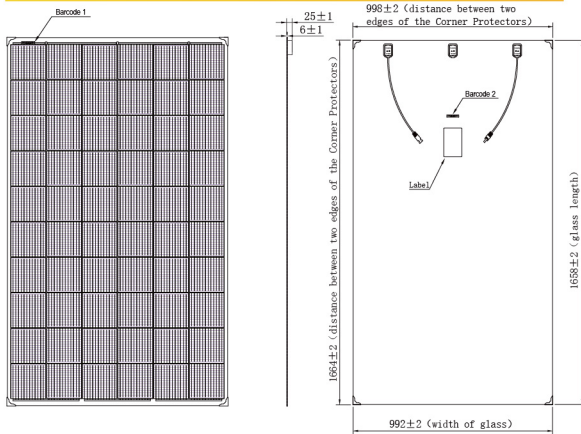 Barcode 1
25±1
6±1
998±2 (distance between two
edges of the Corner Protectors)
1664±2 (distance between two edges of the Corner Protectors)
Barcode 2
Label
1658±2 (glass length)
992±2 (width of glass)